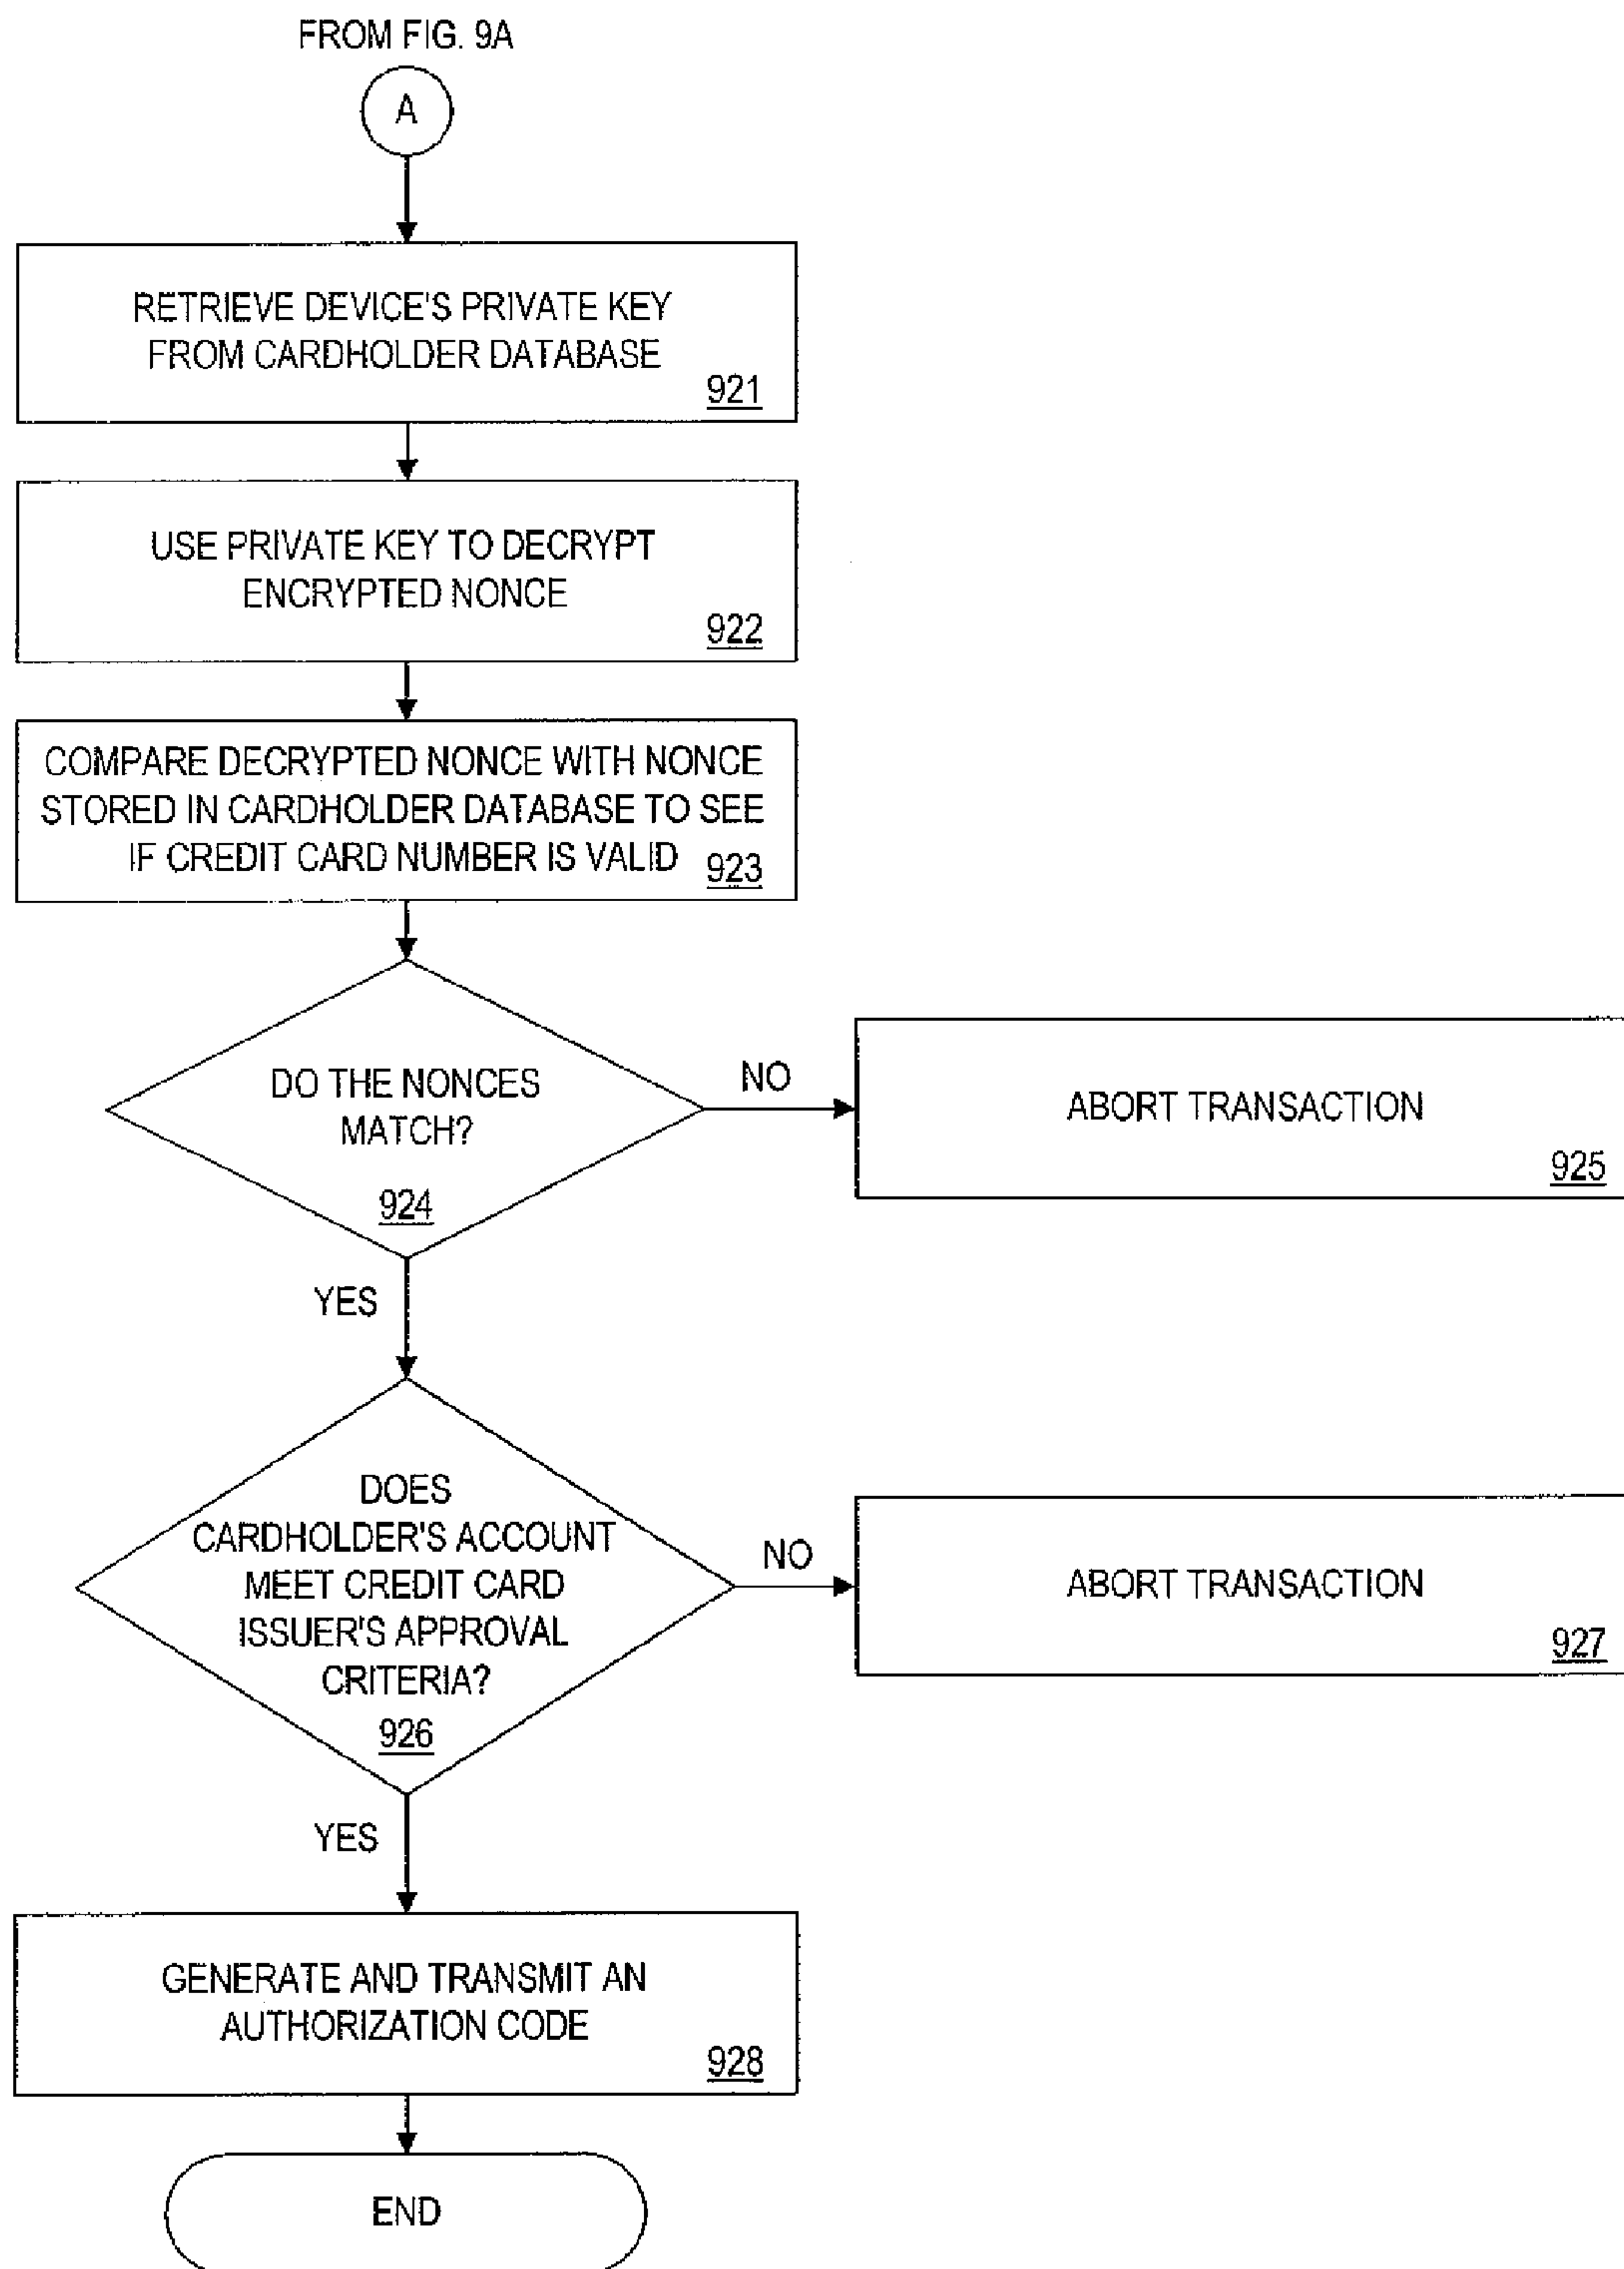 FROM FIG. 9A
A
RETRIEVE DEVICE'S PRIVATE KEY
FROM CARDHOLDER DATABASE
921
USE PRIVATE KEY TO DECRYPT
ENCRYPTED NONCE
922
COMPARE DECRYPTED NONCE WITH NONCE
STORED IN CARDHOLDER DATABASE TO SEE
IF CREDIT CARD NUMBER IS VALID
923
DO THE NONCES
MATCH?
924
NO
ABORT TRANSACTION
925
YES
DOES
CARDHOLDER'S ACCOUNT
MEET CREDIT CARD
ISSUER'S APPROVAL
CRITERIA?
926
NO
ABORT TRANSACTION
927
YES
GENERATE AND TRANSMIT AN
AUTHORIZATION CODE
928
END